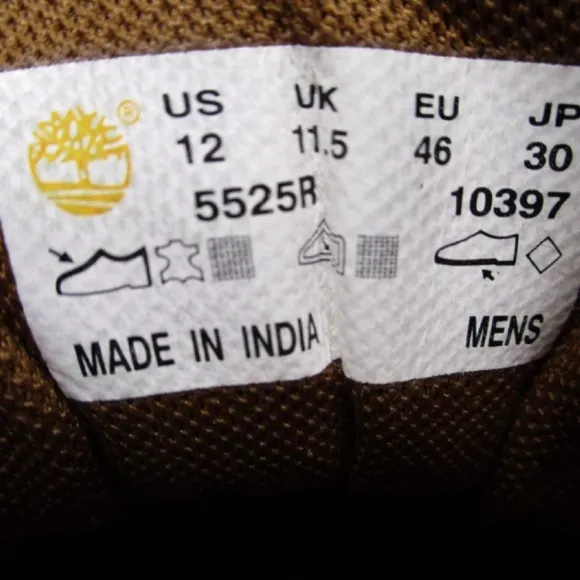 ® US UK EU JP
12 11.5 46 30
5525R 10397
MADE IN INDIA MENS